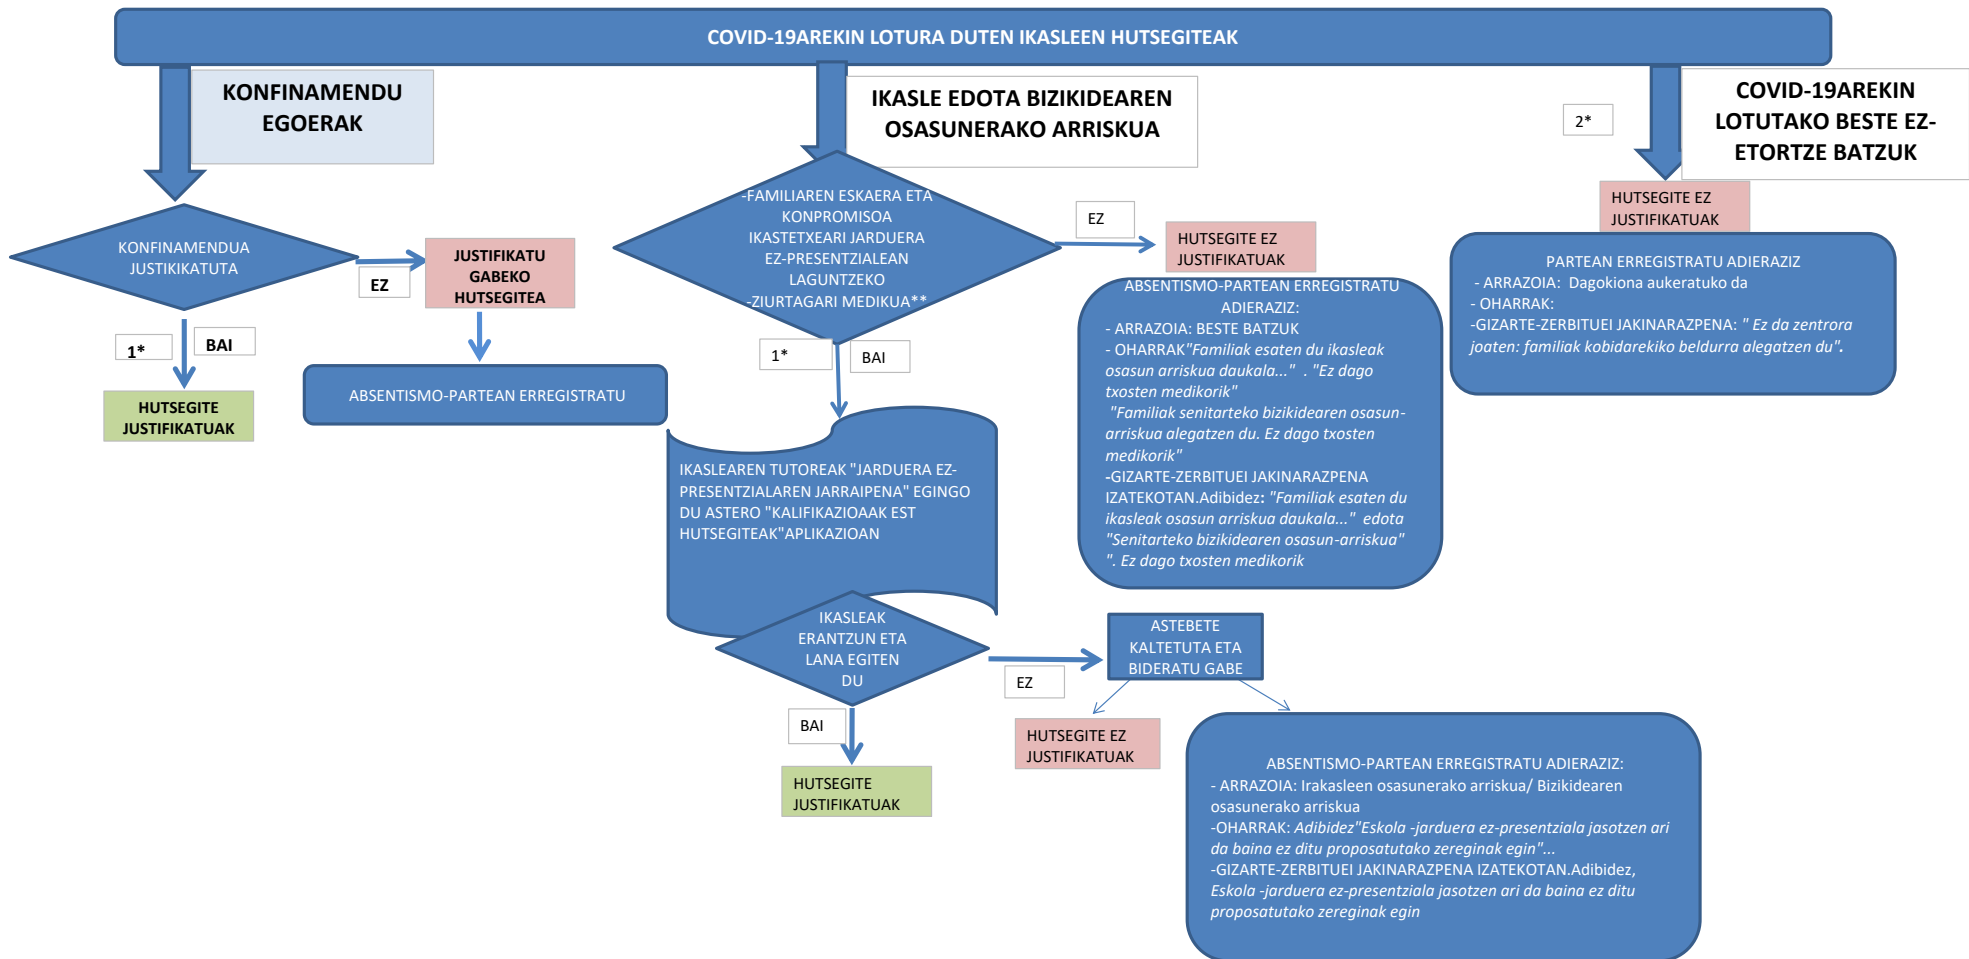 COVID-19AREKIN LOTURA DUTEN IKASLEEN HUTSEGITEAK
KONFINAMENDU
EGOERAK
IKASLE EDOTA BIZIKIDEAREN
OSASUNERAKO ARRISKUA
2*
COVID-19AREKIN
LOTUTAKO BESTE EZ-
ETORTZE BATZUK
KONFINAMENDUA
JUSTIKIKATUTA
EZ
JUSTIFIKATU
GABEKO
HUTSEGITEA
1*
BAI
HUTSEGITE
JUSTIFIKATUAK
ABSENTISMO-PARTEAN ERREGISTRATU
-FAMILIAREN ESKAERA ETA
KONPROMISOA
IKASTETXEARI JARDUERA
EZ-PRESENTZIALEAN
LAGUNTZEKO
-ZIURTAGARI MEDIKUA**
EZ
HUTSEGITE EZ
JUSTIFIKATUAK
ABSENTISMO-PARTEAN ERREGISTRATU
ADIERAZIZ:
- ARRAZOIA: BESTE BATZUK
- OHARRAK"Familiak esaten du ikasleak
osasun arriskua daukala..." . "Ez dago
txosten medikorik"
"Familiak senitarteko bizikidearen osasun-
arriskua alegatzen du. Ez dago txosten
medikorik"
-GIZARTE-ZERBITUEI JAKINARAZPENA
IZATEKOTAN.Adibidez: "Familiak esaten du
ikasleak osasun arriskua daukala..." edota
"Senitarteko bizikidearen osasun-arriskua"
". Ez dago txosten medikorik
1*
BAI
IKASLEAREN TUTOREAK "JARDUERA EZ-
PRESENTZIALAREN JARRAIPENA" EGINGO
DU ASTERO "KALIFIKAZIOAAK EST
HUTSEGITEAK"APLIKAZIOAN
IKASLEAK
ERANTZUN ETA
LANA EGITEN
DU
EZ
ASTEBETE
KALTETUTA ETA
BIDERATU GABE
BAI
HUTSEGITE
JUSTIFIKATUAK
HUTSEGITE EZ
JUSTIFIKATUAK
ABSENTISMO-PARTEAN ERREGISTRATU ADIERAZIZ:
- ARRAZOIA: Irakasleen osasunerako arriskua/ Bizikidearen
osasunerako arriskua
-OHARRAK: Adibidez"Eskola -jarduera ez-presentziala jasotzen ari
da baina ez ditu proposatutako zereginak egin"...
-GIZARTE-ZERBITUEI JAKINARAZPENA IZATEKOTAN.Adibidez,
Eskola -jarduera ez-presentziala jasotzen ari da baina ez ditu
proposatutako zereginak egin
HUTSEGITE EZ
JUSTIFIKATUAK
PARTEAN ERREGISTRATU ADIERAZIZ
- ARRAZOIA: Dagokiona aukeratuko da
- OHARRAK:
-GIZARTE-ZERBITUEI JAKINARAZPENA: " Ez da zentrora
joaten: familiak kobidarekiko beldurra alegatzen du".